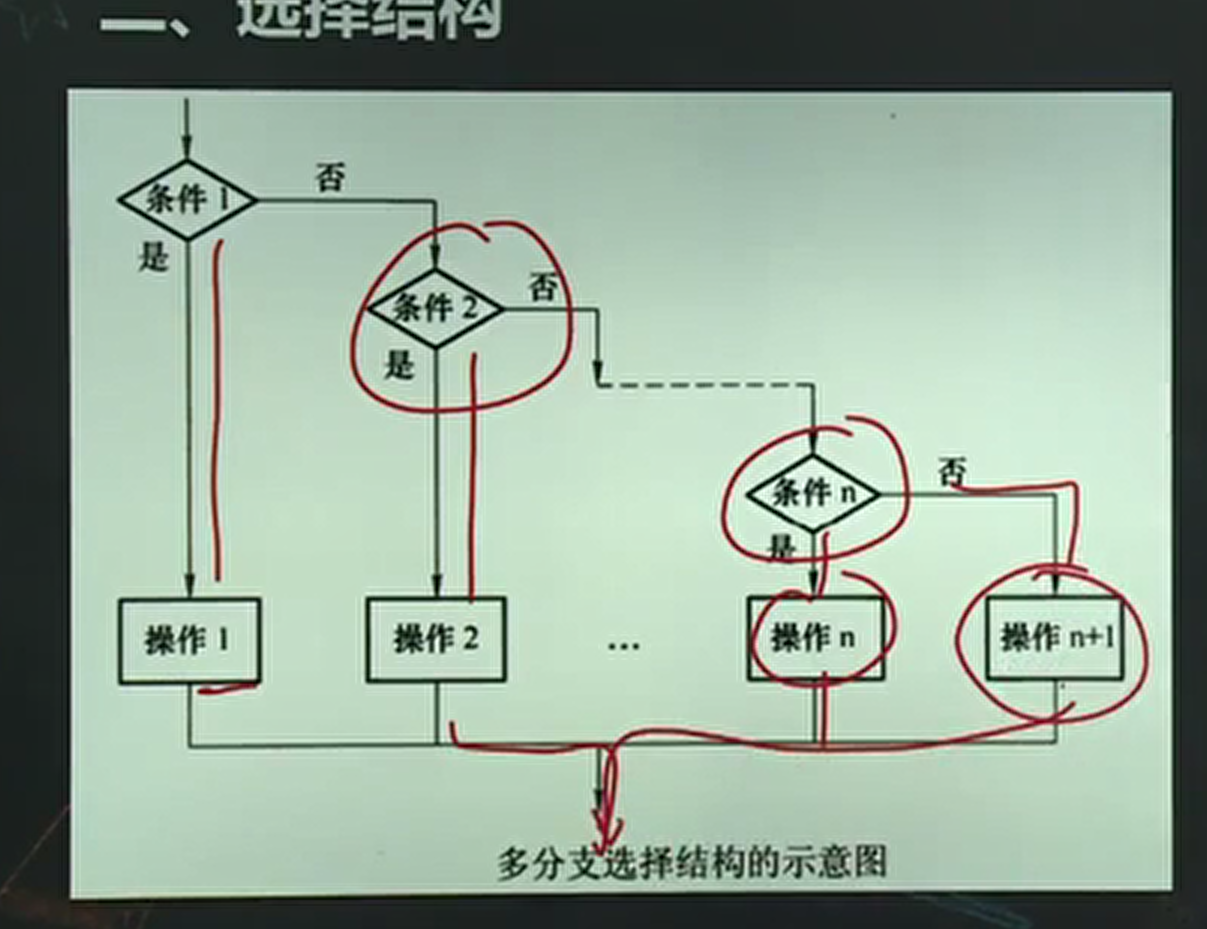 二、选择结构
条件 1
否
是
条件 2
否
是
条件 n
否
是
操作 1
操作 2
...
操作 n
操作 n+1
多分支选择结构的示意图